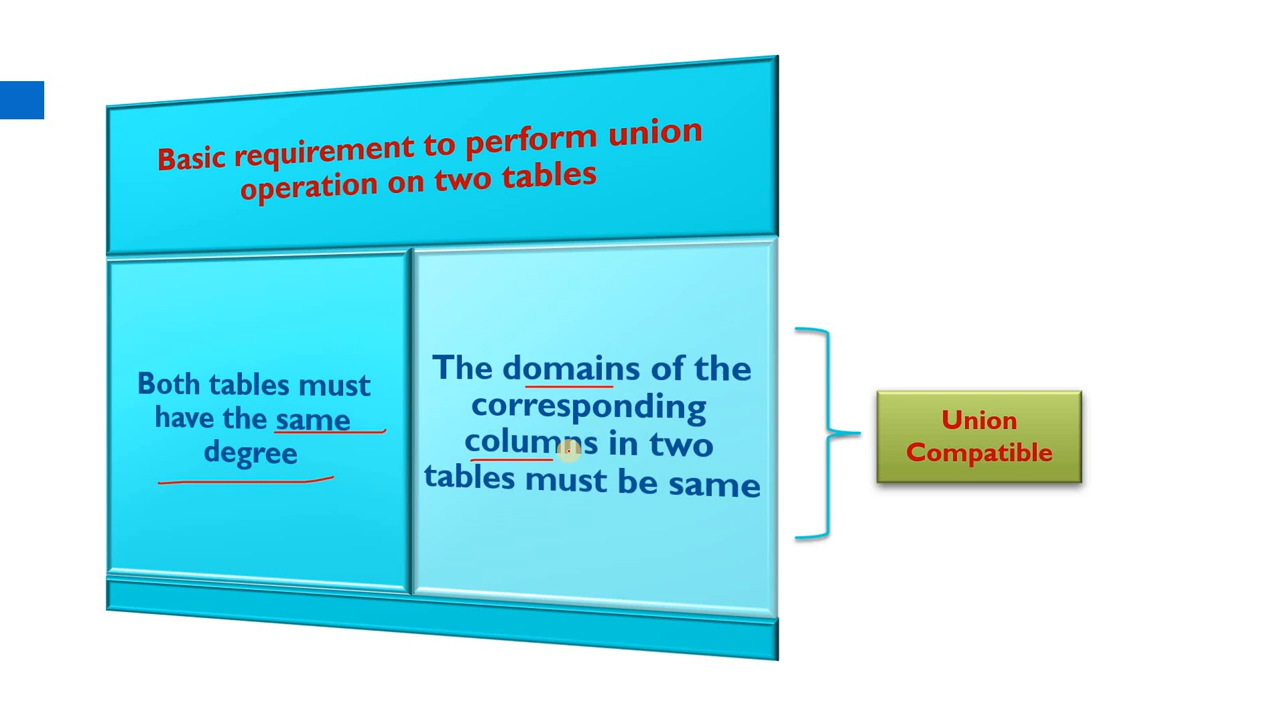 Basic requirement to perform union
operation on two tables
Both tables must
have the same
degree
The domains of the
corresponding
columns in two
tables must be same
Union
Compatible